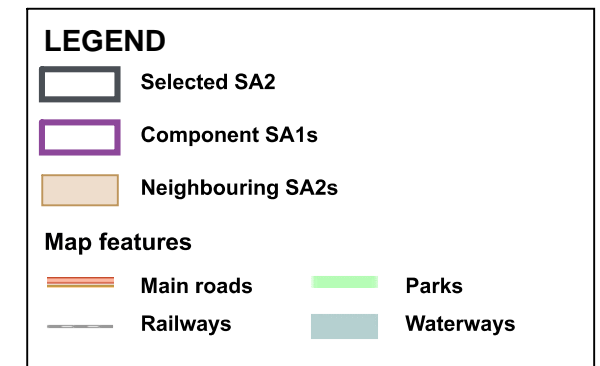 LEGEND
Selected SA2
Component SA1s
Neighbouring SA2s
Map features
Main roads
Parks
Railways
Waterways